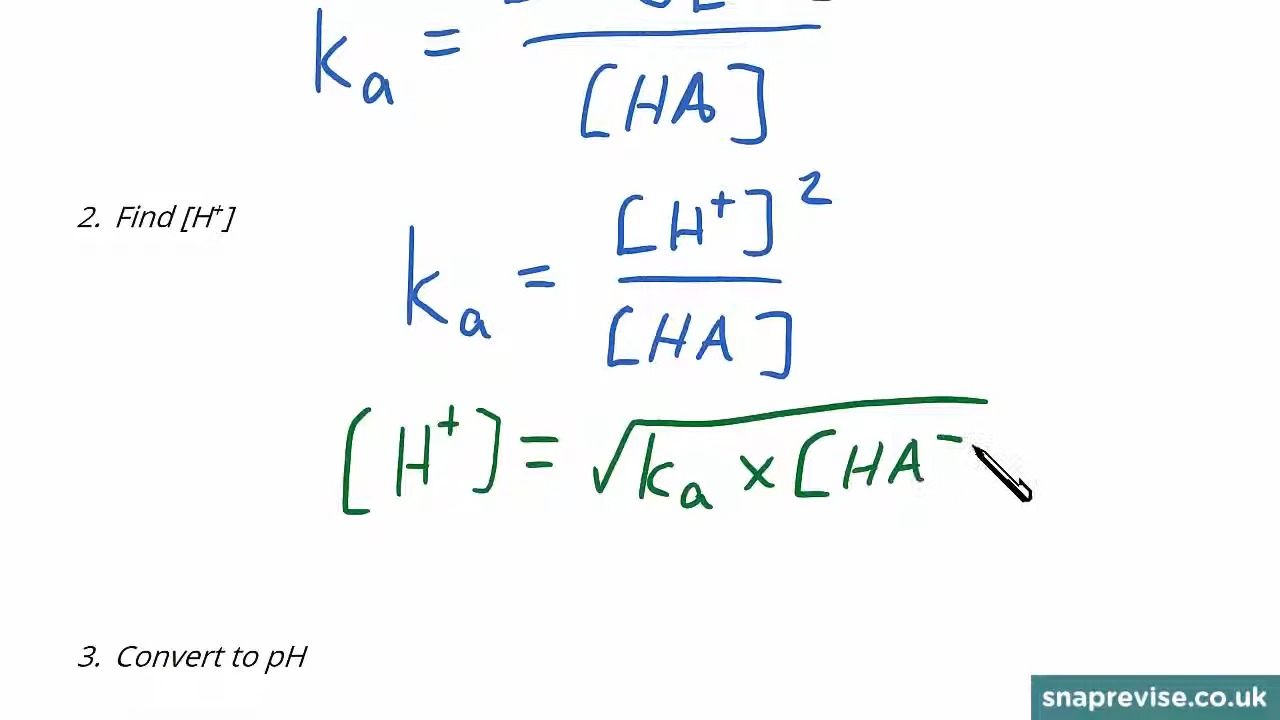 Ka = 
[HA]
2. Find [H⁺]
Ka = [H⁺]²
[HA]
[H⁺] = √Ka × [HA
3. Convert to pH
snaprevise.co.uk